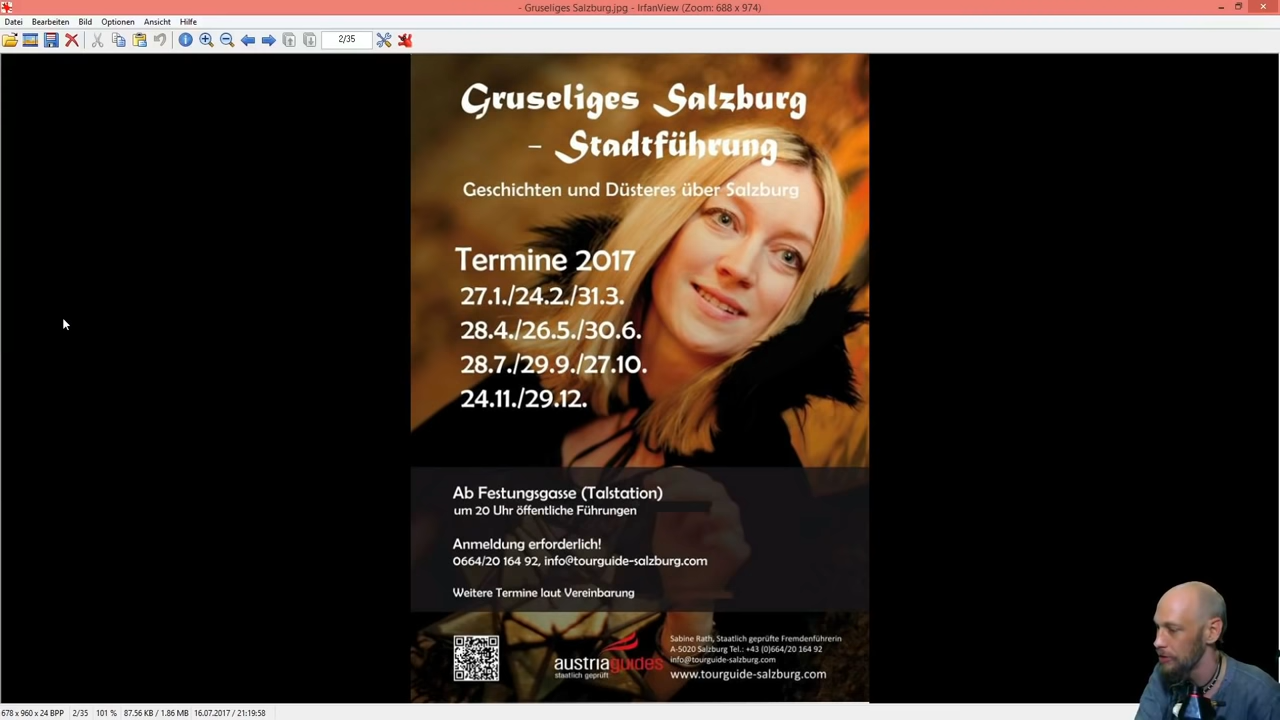 - Gruseliges Salzburg.jpg - IrfanView (Zoom: 688 x 974)
Datei Bearbeiten Bild Optionen Ansicht Hilfe
2/35
Gruseliges Salzburg
– Stadtführung
Geschichten und Düsteres über Salzburg
Termine 2017
27.1./24.2./31.3.
28.4./26.5./30.6.
28.7./29.9./27.10.
24.11./29.12.
Ab Festungsgasse (Talstation)
um 20 Uhr öffentliche Führungen
Anmeldung erforderlich!
0664/20 164 92, info@tourguide-salzburg.com
Weitere Termine laut Vereinbarung
austriaguides
staatlich geprüft
Sabine Rath, Staatlich geprüfte Fremdenführerin
A-5020 Salzburg Tel.: +43 (0)664/20 164 92
info@tourguide-salzburg.com
www.tourguide-salzburg.com
678 x 960 x 24 BPP 2/35 101 % 87.56 KB / 1.86 MB 16.07.2017 / 21:19:58